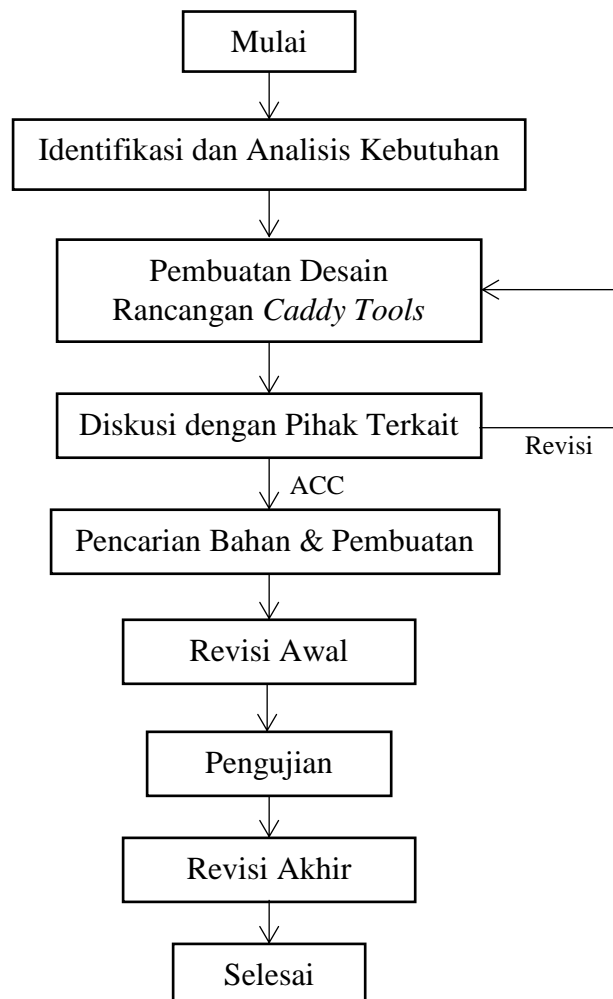 Mulai
Identifikasi dan Analisis Kebutuhan
Pembuatan Desain
Rancangan Caddy Tools
Diskusi dengan Pihak Terkait
Revisi
ACC
Pencarian Bahan & Pembuatan
Revisi Awal
Pengujian
Revisi Akhir
Selesai